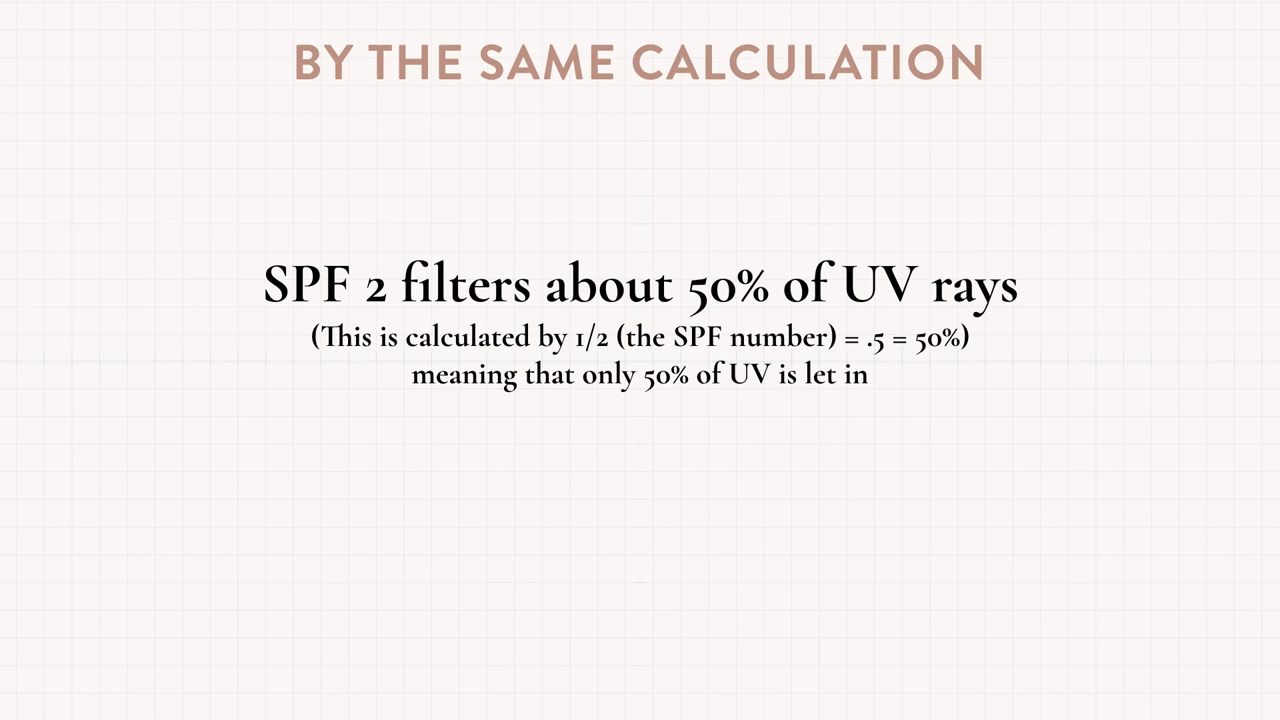 BY THE SAME CALCULATION
SPF 2 filters about 50% of UV rays
(This is calculated by 1/2 (the SPF number) = .5 = 50%)
meaning that only 50% of UV is let in